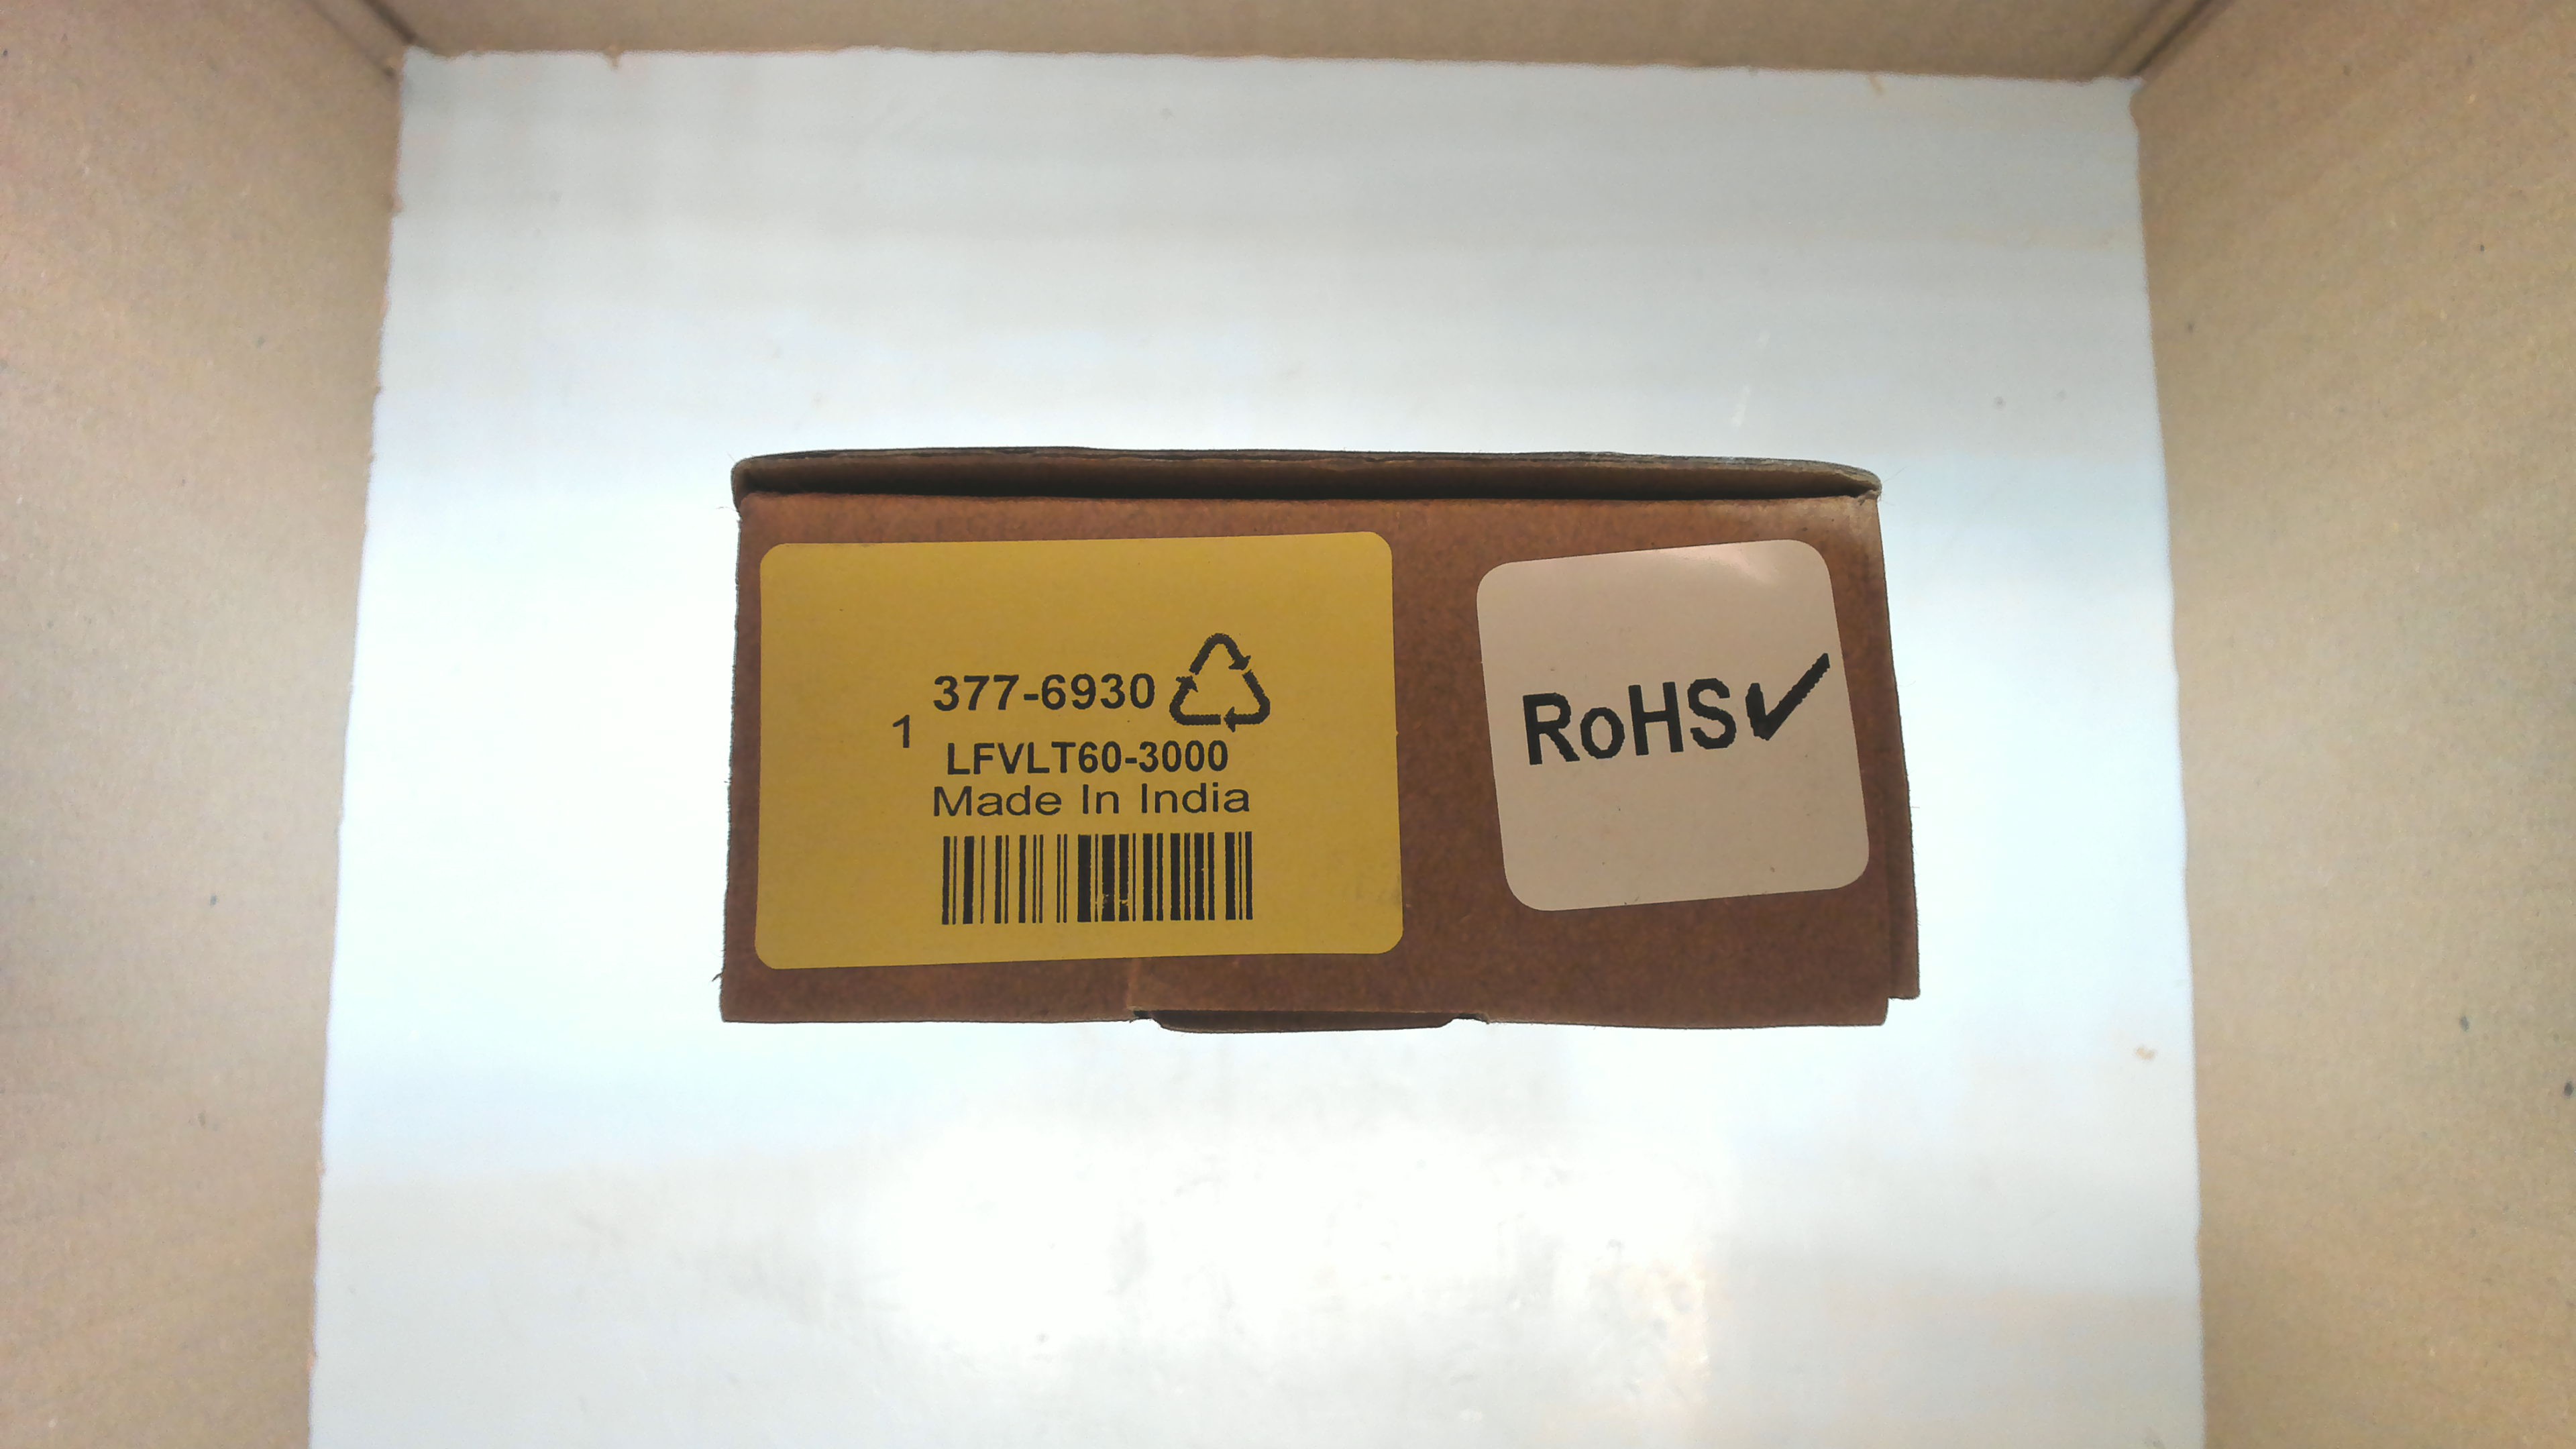 377-6930
1
LFVLT60-3000
Made In India
RoHS✓